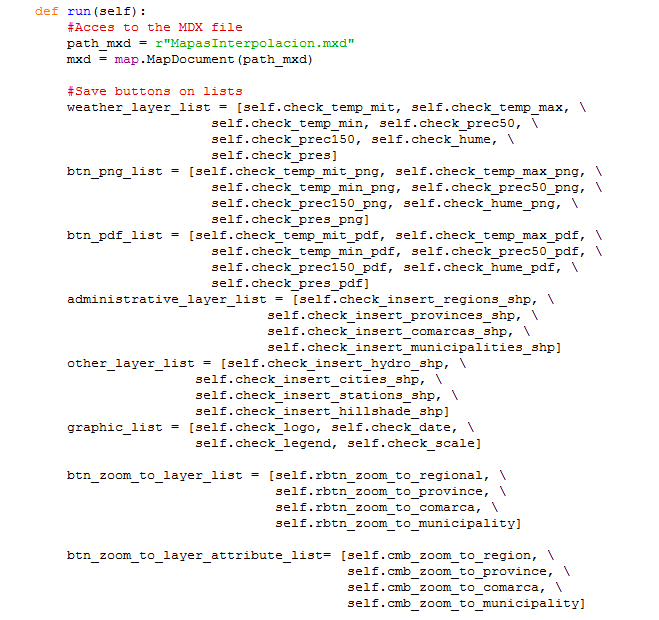 def run(self):
    #Acces to the MDX file
    path_mxd = r"MapasInterpolacion.mxd"
    mxd = map.MapDocument(path_mxd)

    #Save buttons on lists
    weather_layer_list = [self.check_temp_mit, self.check_temp_max, \
                      self.check_temp_min, self.check_prec50, \
                      self.check_prec150, self.check_hume, \
                      self.check_pres]
    btn_png_list = [self.check_temp_mit_png, self.check_temp_max_png, \
                      self.check_temp_min_png, self.check_prec50_png, \
                      self.check_prec150_png, self.check_hume_png, \
                      self.check_pres_png]
    btn_pdf_list = [self.check_temp_mit_pdf, self.check_temp_max_pdf, \
                      self.check_temp_min_pdf, self.check_prec50_pdf, \
                      self.check_prec150_pdf, self.check_hume_pdf, \
                      self.check_pres_pdf]
    administrative_layer_list = [self.check_insert_regions_shp, \
                             self.check_insert_provinces_shp, \
                             self.check_insert_comarcas_shp, \
                             self.check_insert_municipalities_shp]
    other_layer_list = [self.check_insert_hydro_shp, \
                    self.check_insert_cities_shp, \
                    self.check_insert_stations_shp, \
                    self.check_insert_hillshade_shp]
    graphic_list = [self.check_logo, self.check_date, \
                    self.check_legend, self.check_scale]

    btn_zoom_to_layer_list = [self.rbtn_zoom_to_regional, \
                              self.rbtn_zoom_to_province, \
                              self.rbtn_zoom_to_comarca, \
                              self.rbtn_zoom_to_municipality]

    btn_zoom_to_layer_attribute_list= [self.cmb_zoom_to_region, \
                                       self.cmb_zoom_to_province, \
                                       self.cmb_zoom_to_comarca, \
                                       self.cmb_zoom_to_municipality]